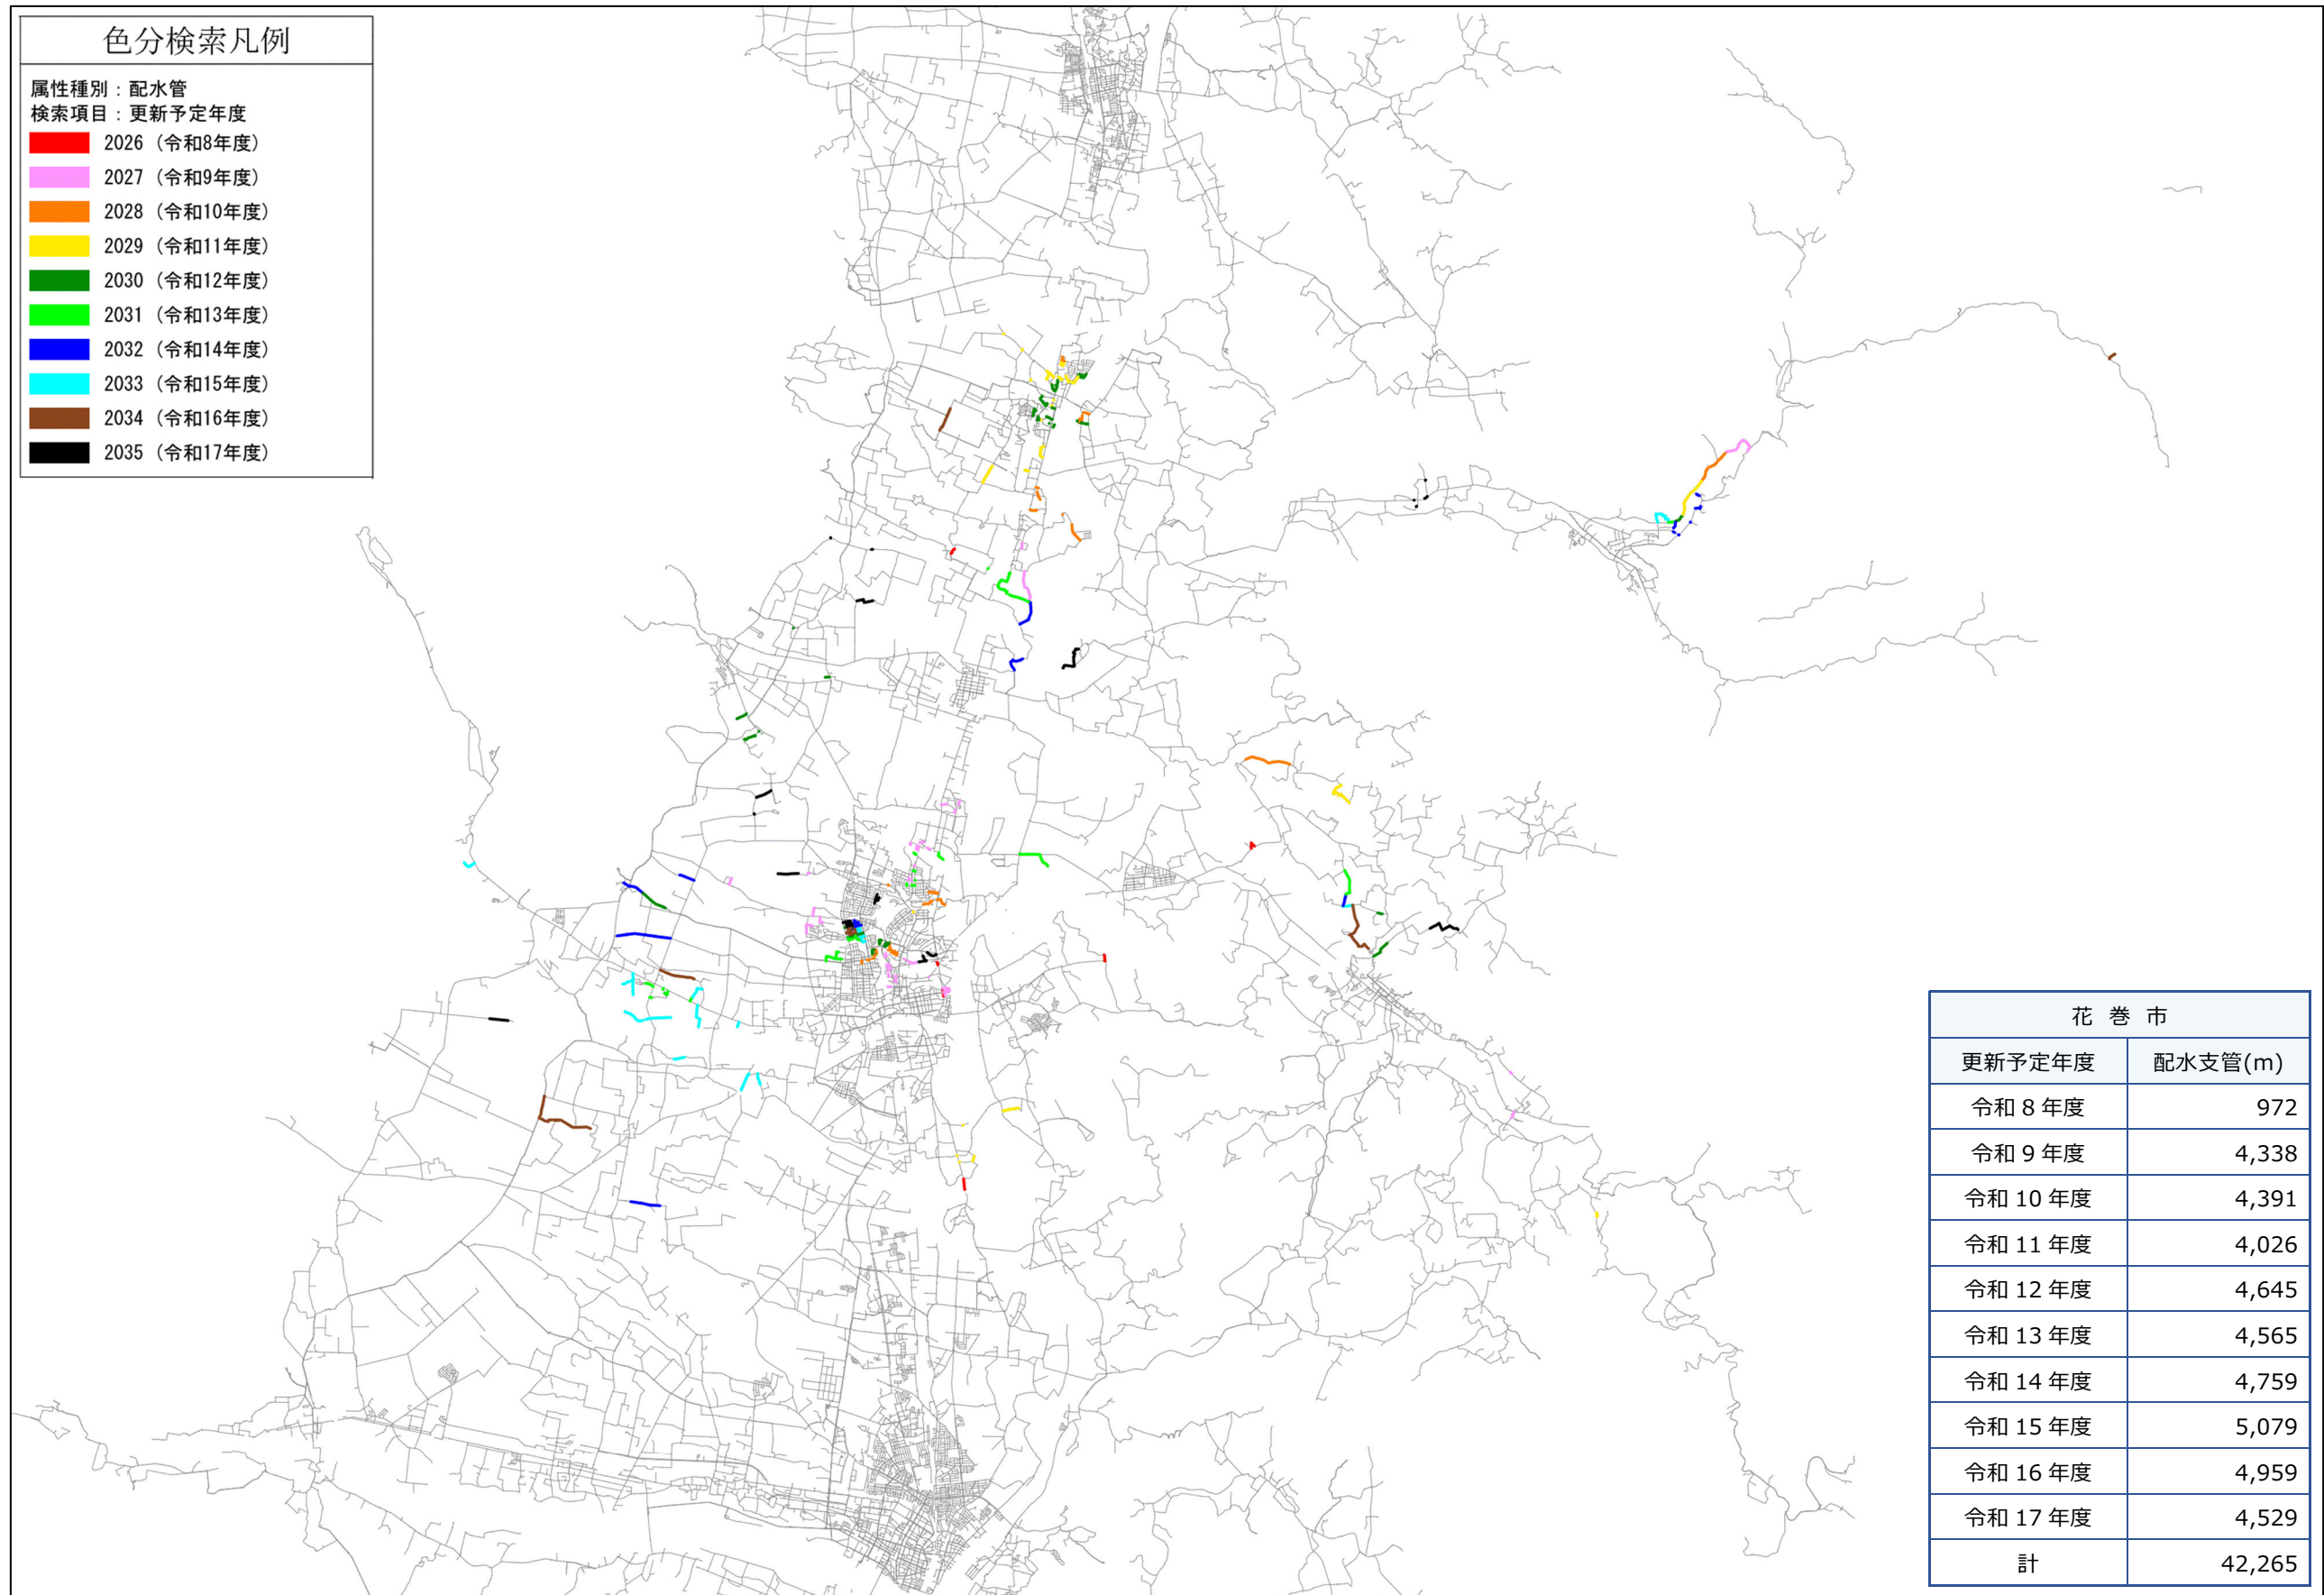 色分検索凡例
属性種別：配水管
検索項目：更新予定年度
2026（令和8年度）
2027（令和9年度）
2028（令和10年度）
2029（令和11年度）
2030（令和12年度）
2031（令和13年度）
2032（令和14年度）
2033（令和15年度）
2034（令和16年度）
2035（令和17年度）
花 巻 市
更新予定年度 配水支管(m)
令和 8 年度 972
令和 9 年度 4,338
令和 10 年度 4,391
令和 11 年度 4,026
令和 12 年度 4,645
令和 13 年度 4,565
令和 14 年度 4,759
令和 15 年度 5,079
令和 16 年度 4,959
令和 17 年度 4,529
計 42,265